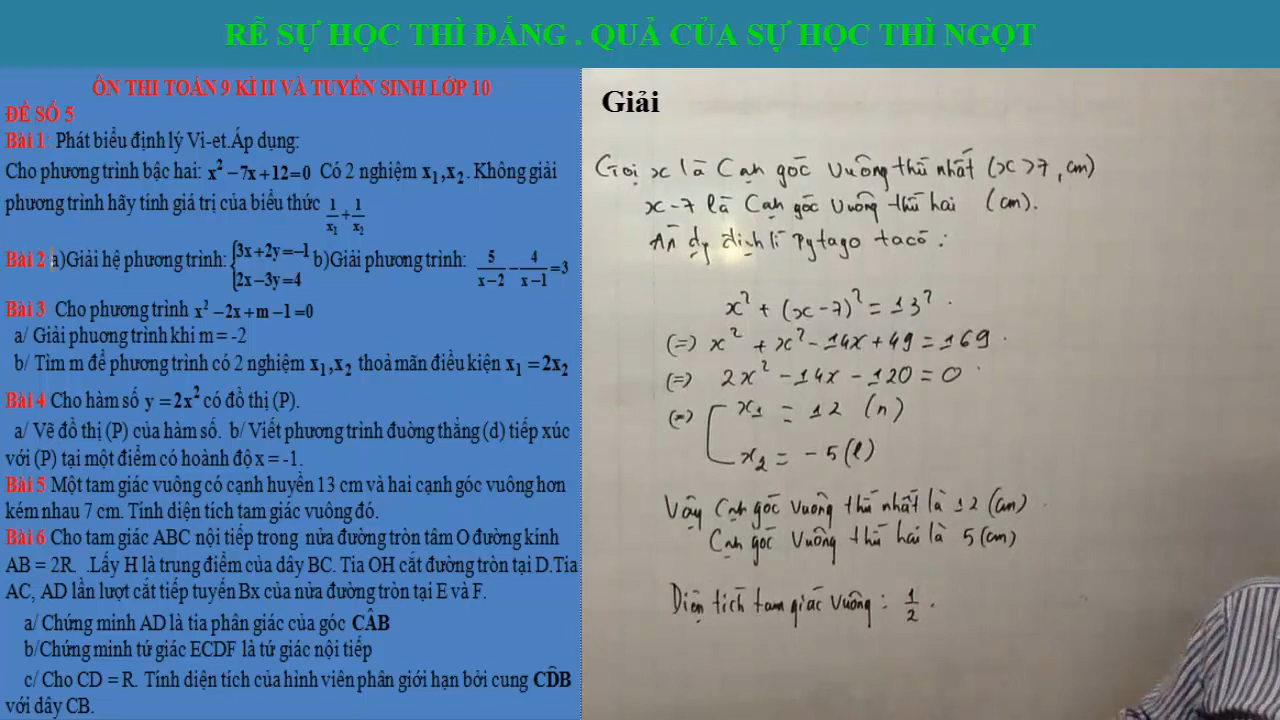 RỄ SỰ HỌC THÌ ĐẮNG . QUẢ CỦA SỰ HỌC THÌ NGỌT
ÔN THI TOÁN 9 KÌ II VÀ TUYỂN SINH LỚP 10
ĐỀ SỐ 5
Bài 1: Phát biểu định lý Vi-et.Áp dụng:
Cho phương trình bậc hai: x² − 7x + 12 = 0 Có 2 nghiệm x₁,x₂. Không giải
phương trình hãy tính giá trị của biểu thức 1/x₁ + 1/x₂
Bài 2 a)Giải hệ phương trình: {3x+2y=−1 b)Giải phương trình: 5/(x−2) − 4/(x−1) = 3
{2x−3y=4
Bài 3 Cho phương trình x² − 2x + m − 1 = 0
a/ Giải phuơng trình khi m = -2
b/ Tìm m để phương trình có 2 nghiệm x₁,x₂ thoả mãn điều kiện x₁ = 2x₂
Bài 4 Cho hàm số y = 2x² có đồ thị (P).
a/ Vẽ đồ thị (P) của hàm số. b/ Viết phương trình đuờng thẳng (d) tiếp xúc
với (P) tại một điểm có hoành độ x = -1.
Bài 5 Một tam giác vuông có cạnh huyền 13 cm và hai cạnh góc vuông hơn
kém nhau 7 cm. Tính diện tích tam giác vuông đó.
Bài 6 Cho tam giác ABC nội tiếp trong nửa đường tròn tâm O đường kính
AB = 2R. .Lấy H là trung điểm của dây BC. Tia OH cắt đường tròn tại D.Tia
AC, AD lần lượt cắt tiếp tuyến Bx của nửa đường tròn tại E và F.
a/ Chứng minh AD là tia phân giác của góc CÂB
b/Chứng minh tứ giác ECDF là tứ giác nội tiếp
c/ Cho CD = R. Tính diện tích của hình viên phân giới hạn bởi cung CD̂B
với dây CB.
Giải
Gọi x là Cạnh góc vuông thứ nhất (x > 7, cm)
x − 7 là Cạnh góc vuông thứ hai (cm).
Áp dụng định lí Pytago ta có :
x² + (x − 7)² = 13².
(=) x² + x² − 14x + 49 = 169.
(=) 2x² − 14x − 120 = 0
(=) [x₁ = 12 (n)
[x₂ = −5 (l)
Vậy Cạnh góc vuông thứ nhất là 12 (cm)
Cạnh góc vuông thứ hai là 5 (cm)
Diện tích tam giác vuông : 1/2 .